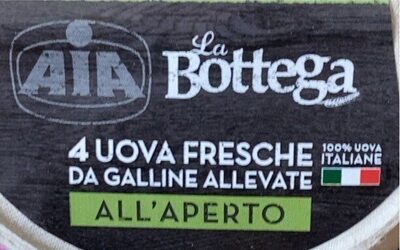 AIA
La
Bottega
4 UOVA FRESCHE
DA GALLINE ALLEVATE
ALL'APERTO
100% UOVA
ITALIANE